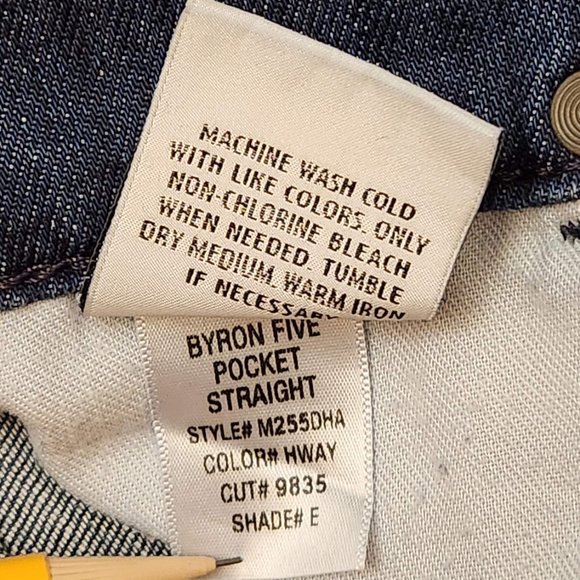 MACHINE WASH COLD
WITH LIKE COLORS. ONLY
NON-CHLORINE BLEACH
WHEN NEEDED. TUMBLE
DRY MEDIUM. WARM IRON
IF NECESSARY
BYRON FIVE
POCKET
STRAIGHT
STYLE# M255DHA
COLOR# HWAY
CUT# 9835
SHADE# E